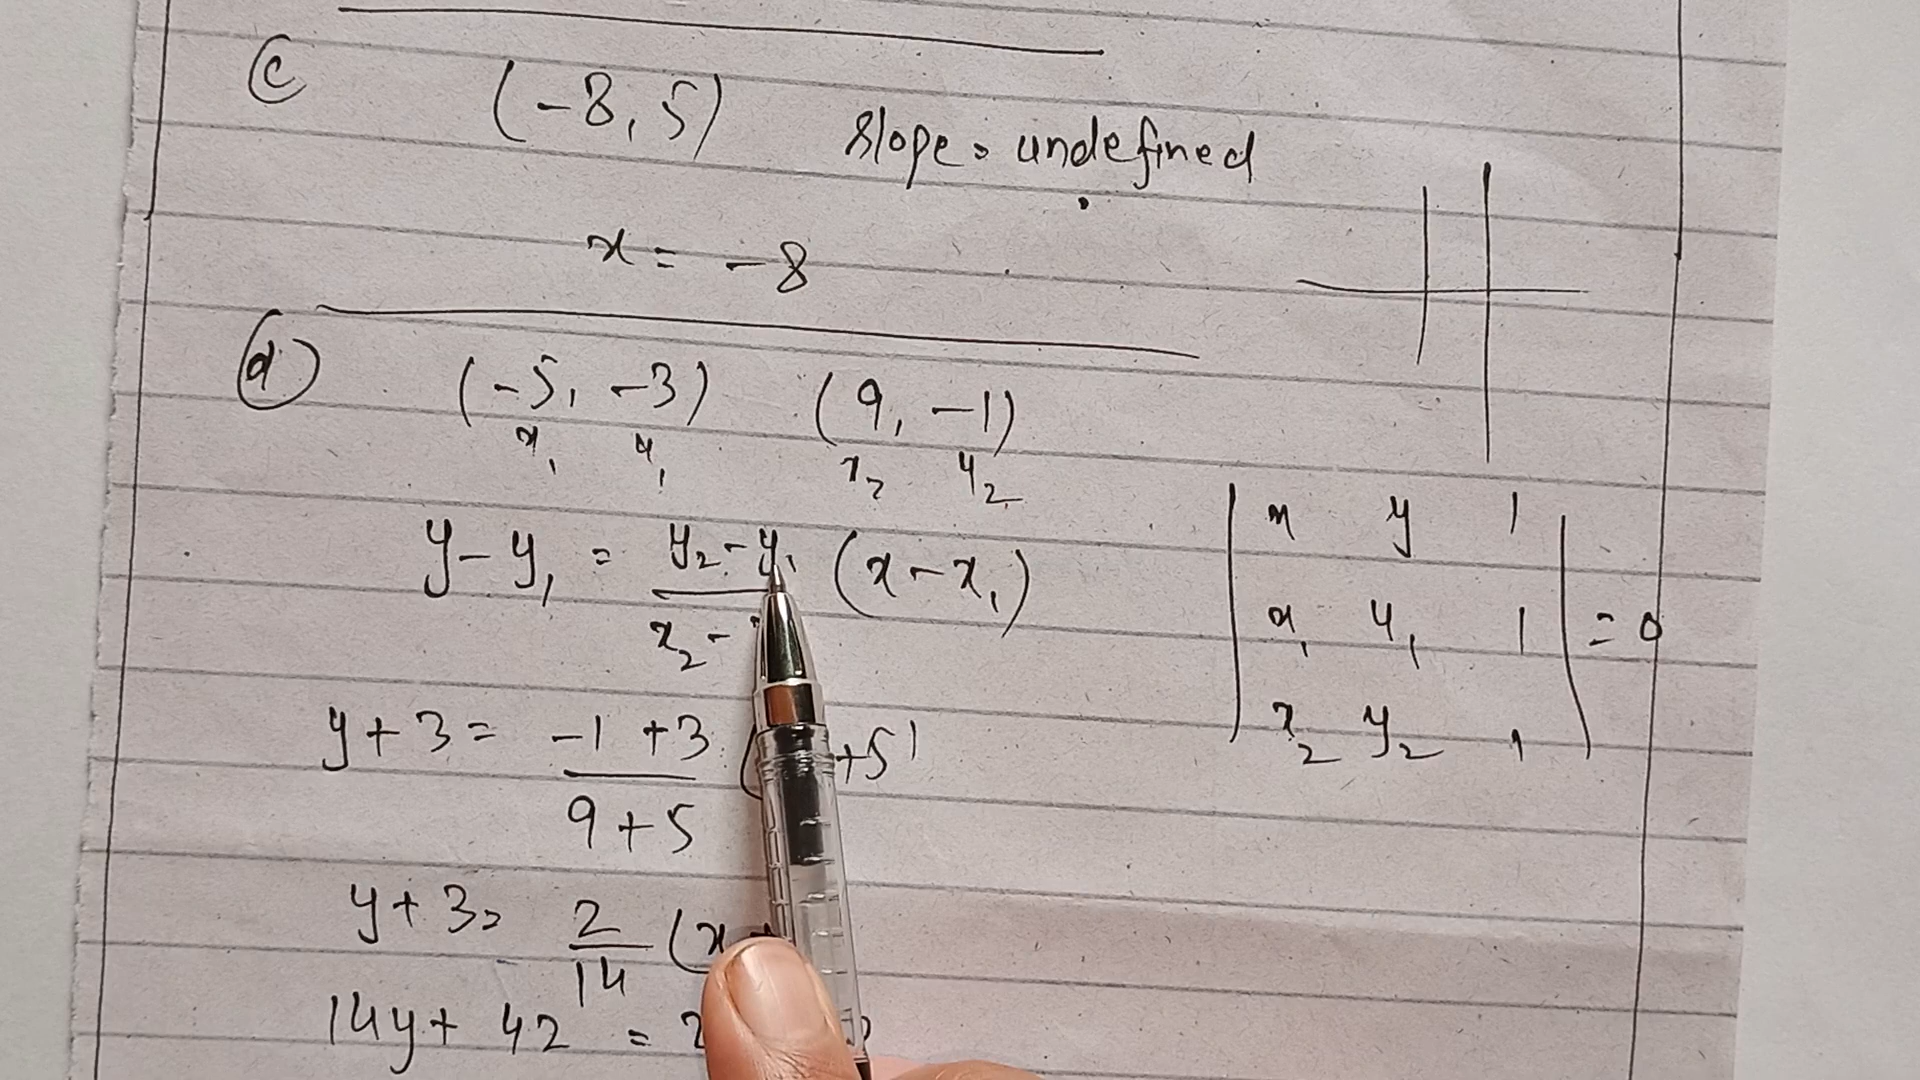 (c) (-8, 5) slope = undefined
x = -8
(d) (-5, -3) (9, -1)
x₁ y₁ x₂ y₂
y - y₁ = y₂ - y₁ (x - x₁)
x₂ -
y + 3 = -1 + 3 ( +5)
9 + 5
y + 3 = 2 (x +
14
14y + 42 = 2
x y 1
x₁ y₁ 1 = 0
x₂ y₂ 1